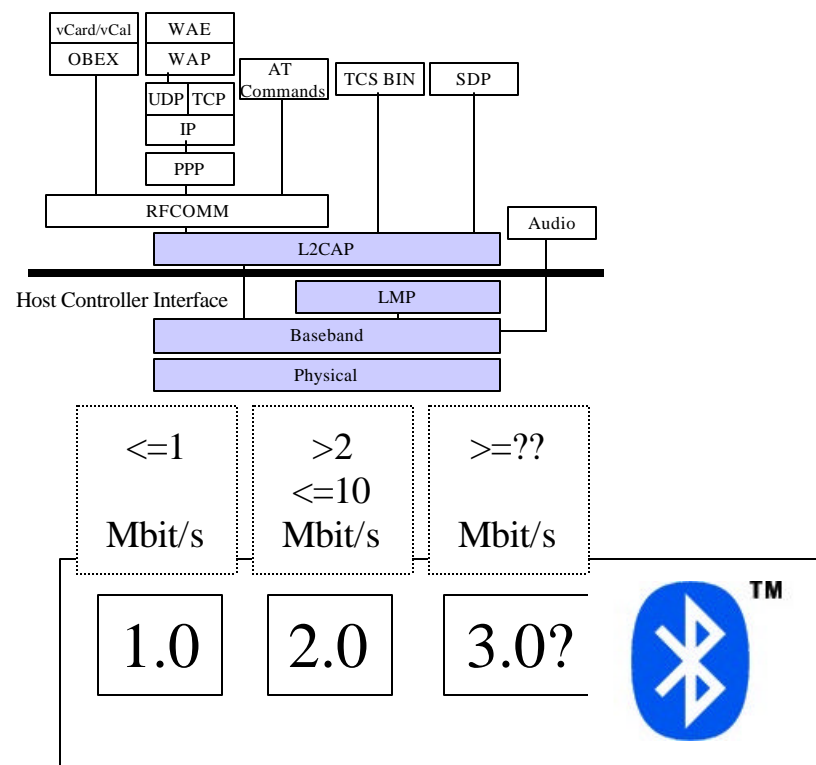 vCard/vCal
OBEX
WAE
WAP
UDP TCP
IP
PPP
AT
Commands
TCS BIN
SDP
RFCOMM
Audio
L2CAP
Host Controller Interface
LMP
Baseband
Physical
<=1
Mbit/s
>2
<=10
Mbit/s
>=??
Mbit/s
1.0
2.0
3.0?
TM